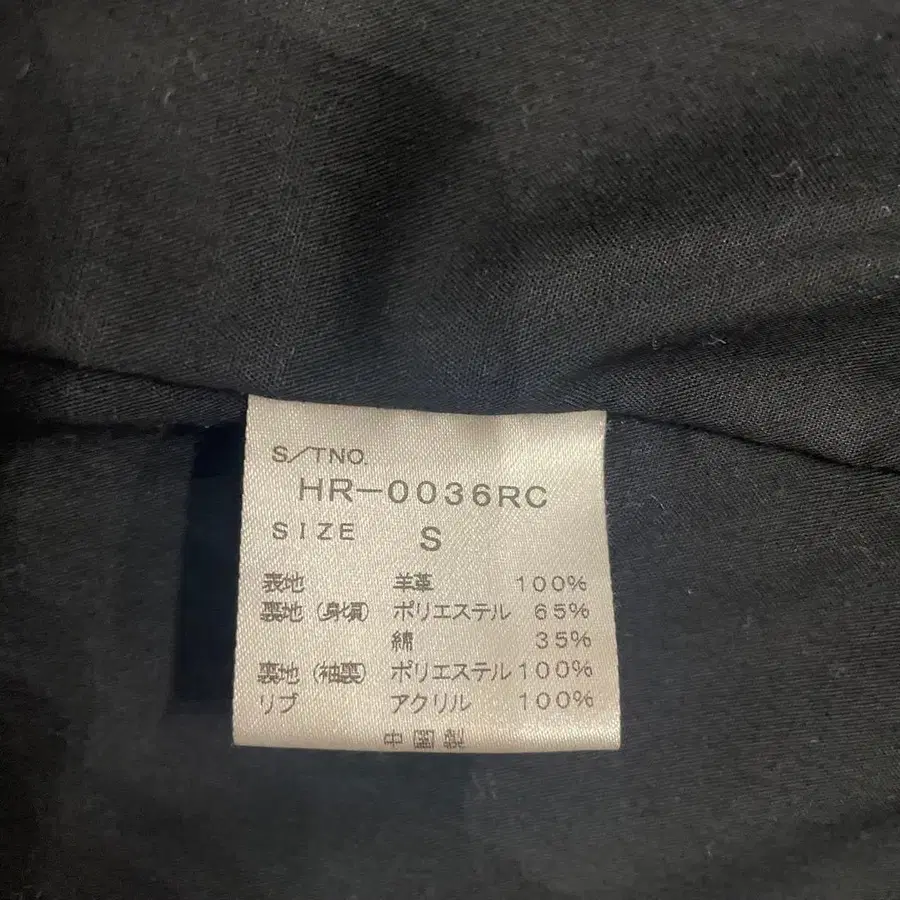 S/TNO.
HR-0036RC
SIZE S
表地 羊革 100%
裏地(身頃) ポリエステル 65%
綿 35%
裏地(袖裏) ポリエステル 100%
リブ アクリル 100%
中国製